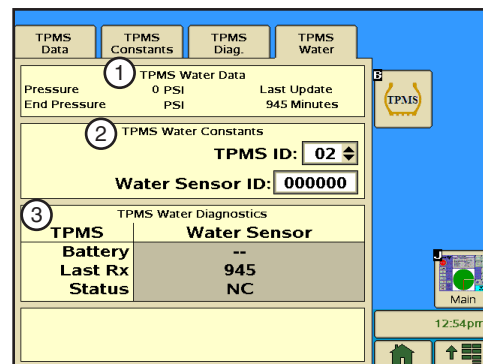 TPMS Data
TPMS Constants
TPMS Diag.
TPMS Water
1
TPMS Water Data
Pressure 0 PSI Last Update
End Pressure PSI 945 Minutes
2
TPMS Water Constants
TPMS ID: 02
Water Sensor ID: 000000
3
TPMS Water Diagnostics
TPMS Water Sensor
Battery --
Last Rx 945
Status NC
B
TPMS
J
Main
12:54pm